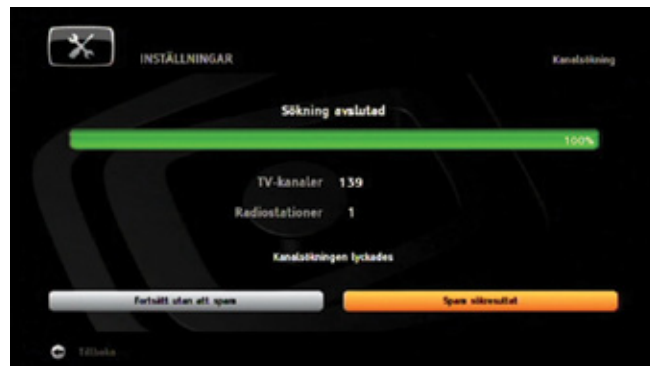 INSTÄLLNINGAR
Kanalsökning
Sökning avslutad
100%
TV-kanaler 139
Radiostationer 1
Kanalsökningen lyckades
Fortsätt utan att spara
Spara sökresultat
Tillbaka